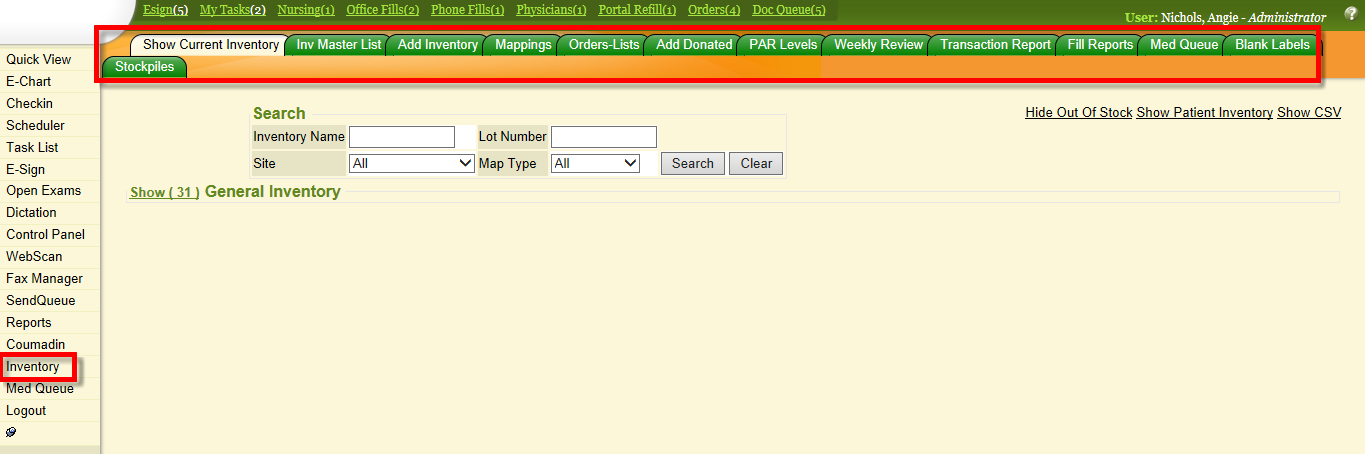 Esign(5) My Tasks(2) Nursing(1) Office Fills(2) Phone Fills(1) Physicians(1) Portal Refill(1) Orders(4) Doc Queue(5)
User: Nichols, Angie - Administrator
Show Current Inventory Inv Master List Add Inventory Mappings Orders-Lists Add Donated PAR Levels Weekly Review Transaction Report Fill Reports Med Queue Blank Labels
Stockpiles
Quick View
E-Chart
Checkin
Scheduler
Task List
E-Sign
Open Exams
Dictation
Control Panel
WebScan
Fax Manager
SendQueue
Reports
Coumadin
Inventory
Med Queue
Logout
Search
Hide Out Of Stock Show Patient Inventory Show CSV
Inventory Name Lot Number
Site All Map Type All Search Clear
Show ( 31 ) General Inventory